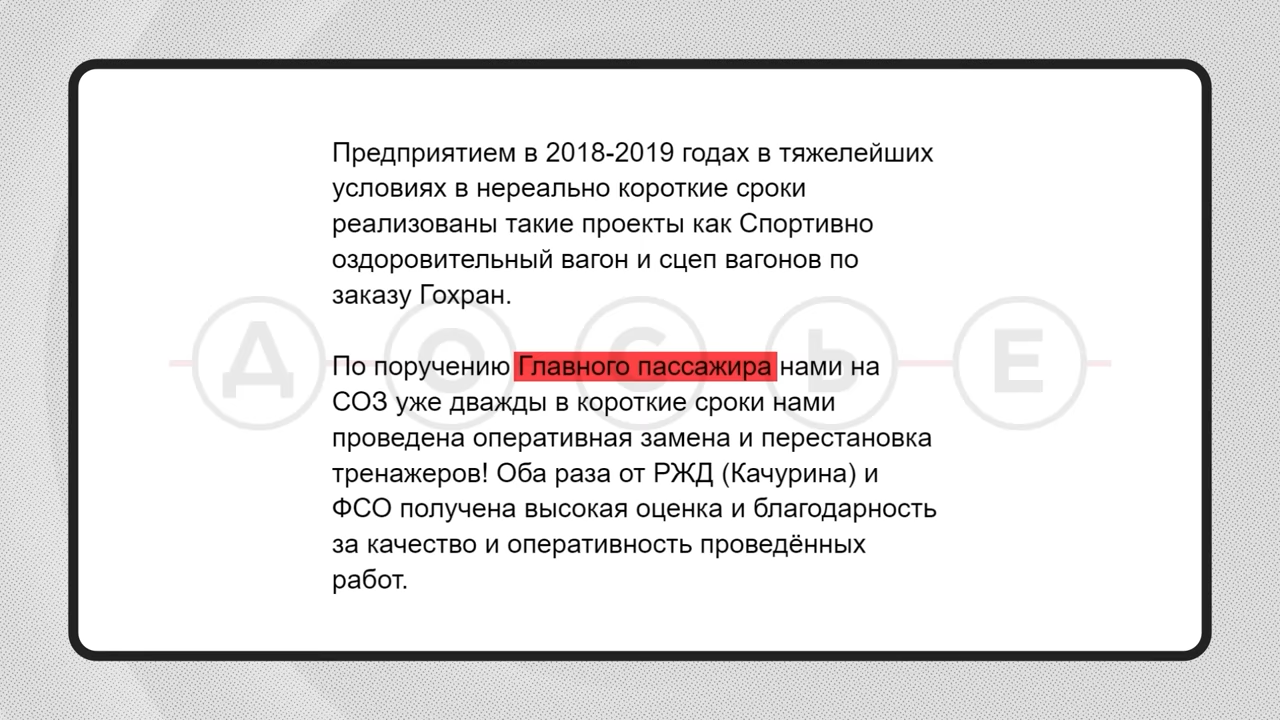 Предприятием в 2018-2019 годах в тяжелейших
условиях в нереально короткие сроки
реализованы такие проекты как Спортивно
оздоровительный вагон и сцеп вагонов по
заказу Гохран.
По поручению Главного пассажира нами на
СОЗ уже дважды в короткие сроки нами
проведена оперативная замена и перестановка
тренажеров! Оба раза от РЖД (Качурина) и
ФСО получена высокая оценка и благодарность
за качество и оперативность проведённых
работ.
ДОСЬЕ